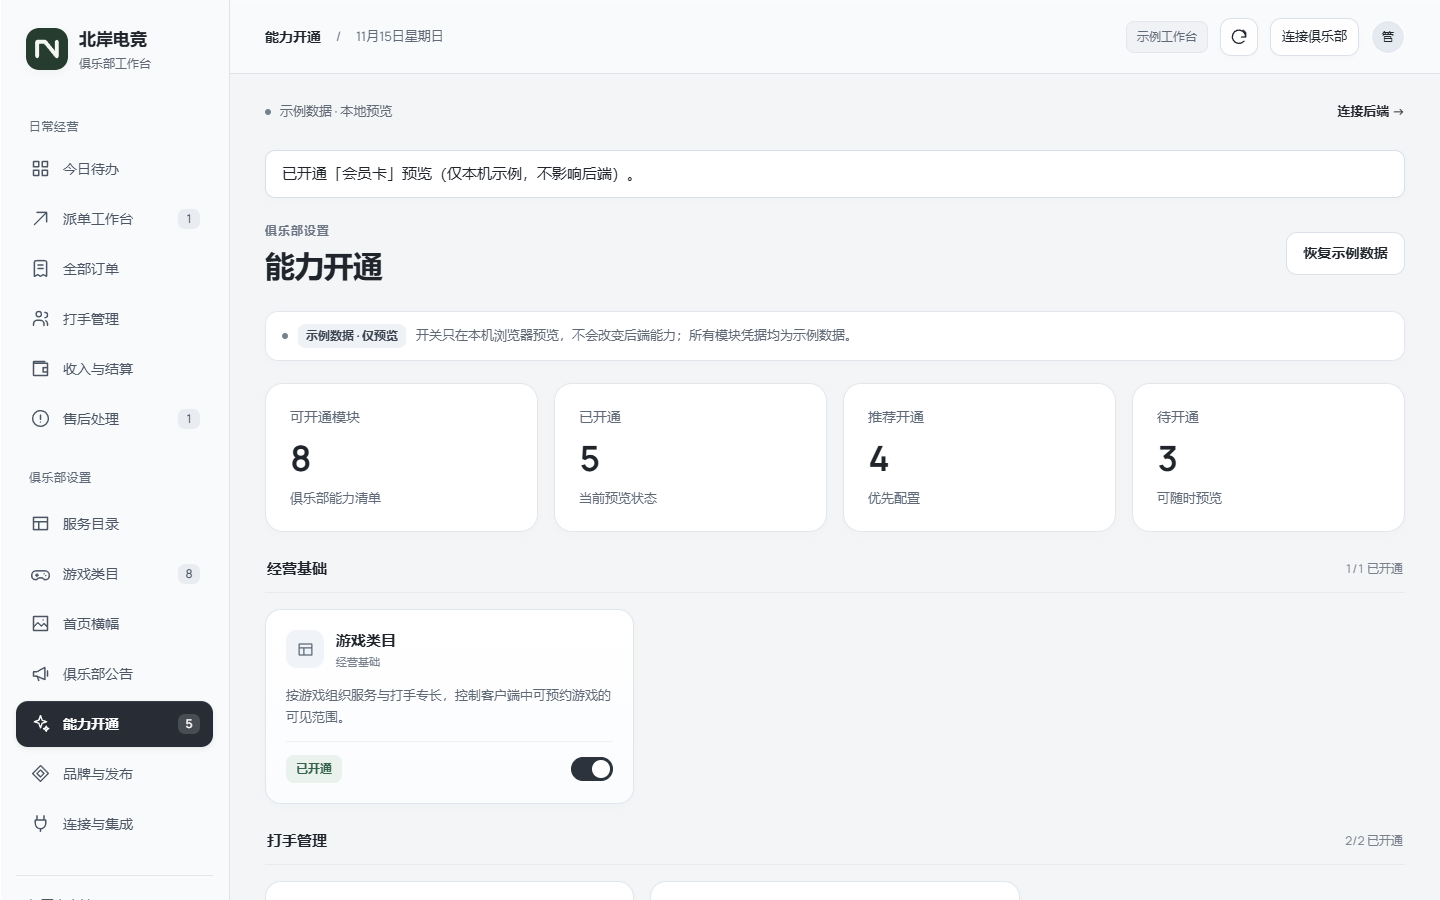 北岸电竞
俱乐部工作台
日常经营
今日待办
派单工作台 1
全部订单
打手管理
收入与结算
售后处理 1
俱乐部设置
服务目录
游戏类目 8
首页横幅
俱乐部公告
能力开通 5
品牌与发布
连接与集成
能力开通 / 11月15日星期日
示例工作台
连接俱乐部
管
示例数据·本地预览
连接后端 →
已开通「会员卡」预览（仅本机示例，不影响后端）。
俱乐部设置
能力开通
恢复示例数据
示例数据·仅预览 开关只在本机浏览器预览，不会改变后端能力；所有模块凭据均为示例数据。
可开通模块
8
俱乐部能力清单
已开通
5
当前预览状态
推荐开通
4
优先配置
待开通
3
可随时预览
经营基础
1/1 已开通
游戏类目
经营基础
按游戏组织服务与打手专长，控制客户端中可预约游戏的
可见范围。
已开通
打手管理
2/2 已开通